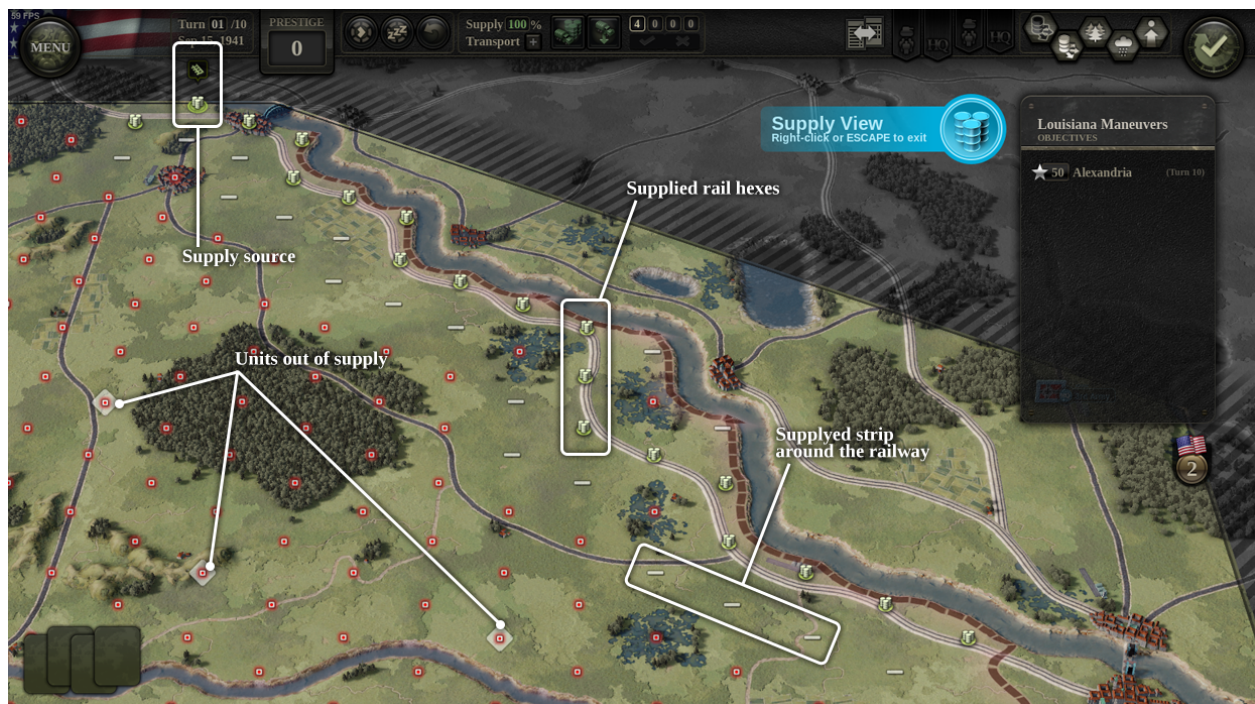 59 FPS
MENU
Turn 01 /10
Sep 15, 1941
PRESTIGE
0
Supply 100 %
Transport +
4 0 0 0
HQ
HQ
Supply View
Right-click or ESCAPE to exit
Louisiana Maneuvers
OBJECTIVES
50 Alexandria (Turn 10)
Supplied rail hexes
Supply source
Units out of supply
Supplyed strip
around the railway
2